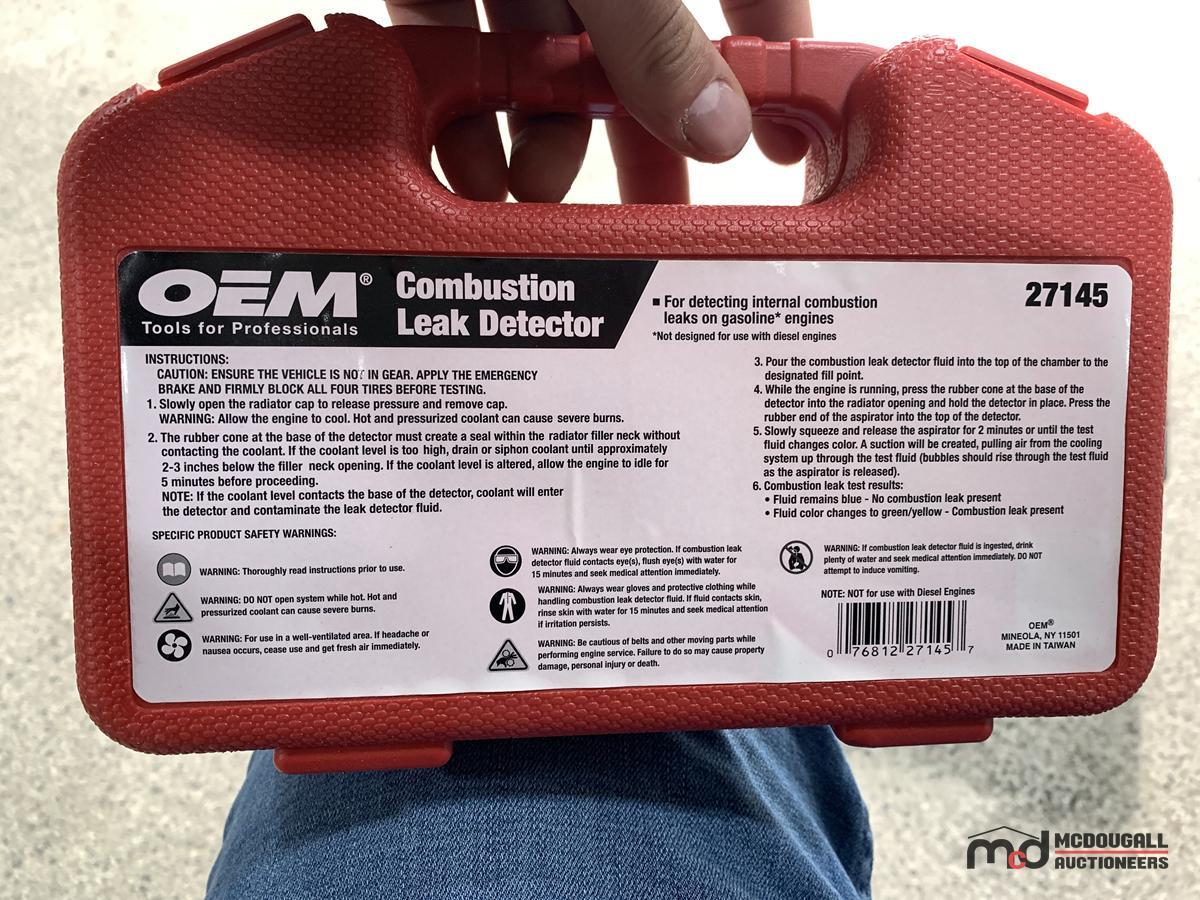 OEM®
Tools for Professionals
Combustion
Leak Detector
▪ For detecting internal combustion
leaks on gasoline* engines
*Not designed for use with diesel engines
27145
INSTRUCTIONS:
CAUTION: ENSURE THE VEHICLE IS NOT IN GEAR. APPLY THE EMERGENCY
BRAKE AND FIRMLY BLOCK ALL FOUR TIRES BEFORE TESTING.
1. Slowly open the radiator cap to release pressure and remove cap.
WARNING: Allow the engine to cool. Hot and pressurized coolant can cause severe burns.
2. The rubber cone at the base of the detector must create a seal within the radiator filler neck without
contacting the coolant. If the coolant level is too high, drain or siphon coolant until approximately
2-3 inches below the filler neck opening. If the coolant level is altered, allow the engine to idle for
5 minutes before proceeding.
NOTE: If the coolant level contacts the base of the detector, coolant will enter
the detector and contaminate the leak detector fluid.
3. Pour the combustion leak detector fluid into the top of the chamber to the
designated fill point.
4. While the engine is running, press the rubber cone at the base of the
detector into the radiator opening and hold the detector in place. Press the
rubber end of the aspirator into the top of the detector.
5. Slowly squeeze and release the aspirator for 2 minutes or until the test
fluid changes color. A suction will be created, pulling air from the cooling
system up through the test fluid (bubbles should rise through the test fluid
as the aspirator is released).
6. Combustion leak test results:
• Fluid remains blue - No combustion leak present
• Fluid color changes to green/yellow - Combustion leak present
SPECIFIC PRODUCT SAFETY WARNINGS:
WARNING: Thoroughly read instructions prior to use.
WARNING: DO NOT open system while hot. Hot and
pressurized coolant can cause severe burns.
WARNING: For use in a well-ventilated area. If headache or
nausea occurs, cease use and get fresh air immediately.
WARNING: Always wear eye protection. If combustion leak
detector fluid contacts eye(s), flush eye(s) with water for
15 minutes and seek medical attention immediately.
WARNING: Always wear gloves and protective clothing while
handling combustion leak detector fluid. If fluid contacts skin,
rinse skin with water for 15 minutes and seek medical attention
if irritation persists.
WARNING: Be cautious of belts and other moving parts while
performing engine service. Failure to do so may cause property
damage, personal injury or death.
WARNING: If combustion leak detector fluid is ingested, drink
plenty of water and seek medical attention immediately. DO NOT
attempt to induce vomiting.
NOTE: NOT for use with Diesel Engines
0 76812 27145 7
OEM®
MINEOLA, NY 11501
MADE IN TAIWAN
mcd MCDOUGALL
AUCTIONEERS